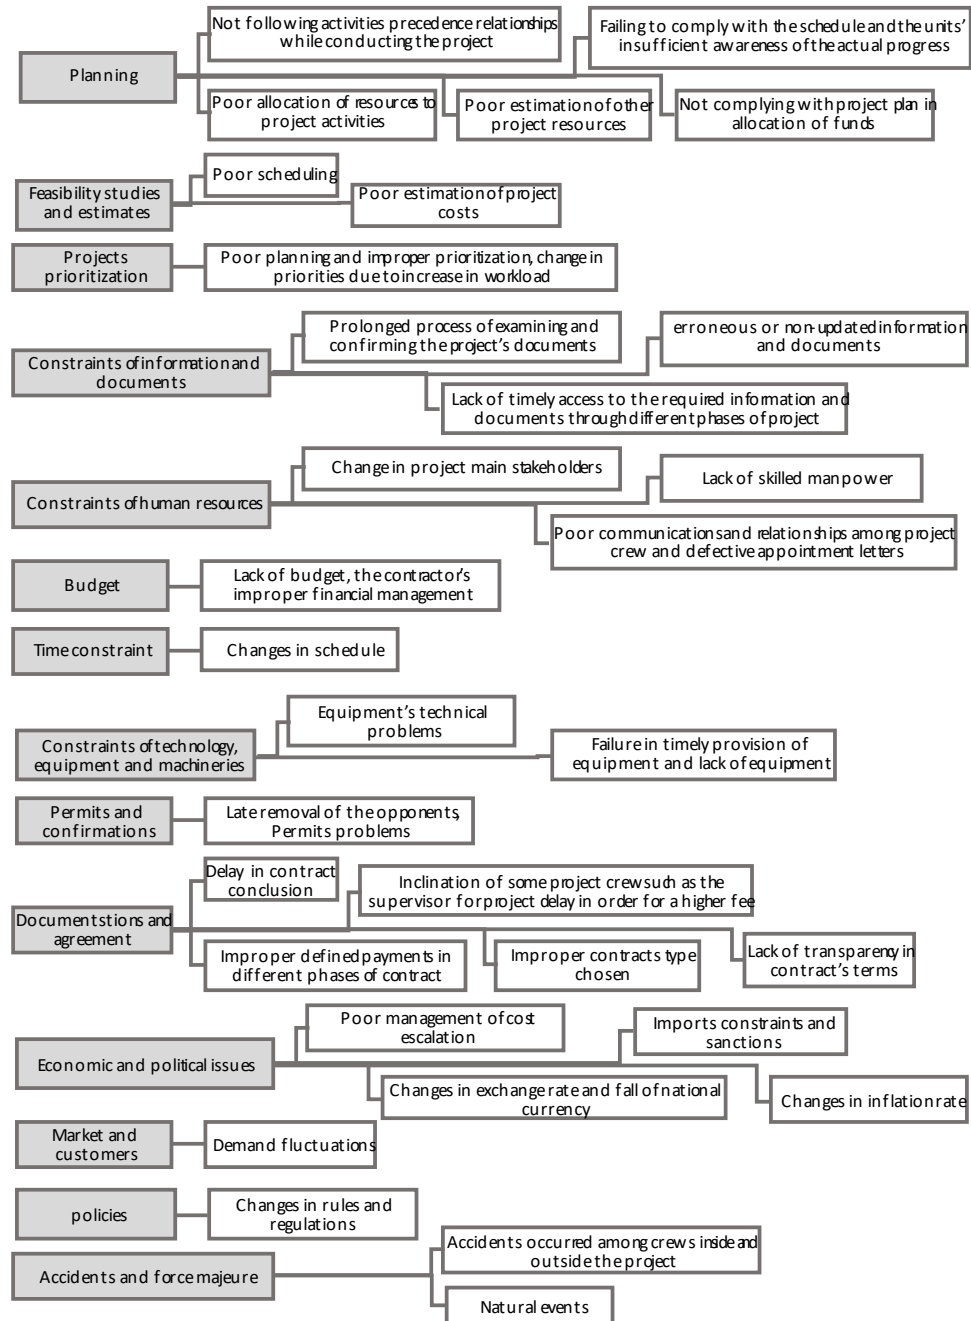 Not following activities precedence relationships
while conducting the project
Failing to comply with the schedule and the units'
insufficient awareness of the actual progress
Planning
Poor allocation of resources to
project activities
Poor estimation of other
project resources
Not complying with project plan in
allocation of funds
Poor scheduling
Feasibility studies
and estimates
Poor estimation of project
costs
Projects
prioritization
Poor planning and improper prioritization, change in
priorities due to increase in workload
Prolonged process of examining and
confirming the project's documents
erroneous or non-updated information
and documents
Constraints of information and
documents
Lack of timely access to the required information and
documents through different phases of project
Change in project main stakeholders
Lack of skilled manpower
Constraints of human resources
Poor communications and relationships among project
crew and defective appointment letters
Budget
Lack of budget, the contractor's
improper financial management
Time constraint
Changes in schedule
Equipment's technical
problems
Constraints of technology,
equipment and machineries
Failure in timely provision of
equipment and lack of equipment
Permits and
confirmations
Late removal of the opponents,
Permits problems
Delay in contract
conclusion
Inclination of some project crew such as the
supervisor for project delay in order for a higher fee
Documentstions and
agreement
Improper defined payments in
different phases of contract
Improper contracts type
chosen
Lack of transparency in
contract's terms
Poor management of cost
escalation
Imports constraints and
sanctions
Economic and political issues
Changes in exchange rate and fall of national
currency
Changes in inflation rate
Market and
customers
Demand fluctuations
policies
Changes in rules and
regulations
Accidents occurred among crews inside and
outside the project
Accidents and force majeure
Natural events